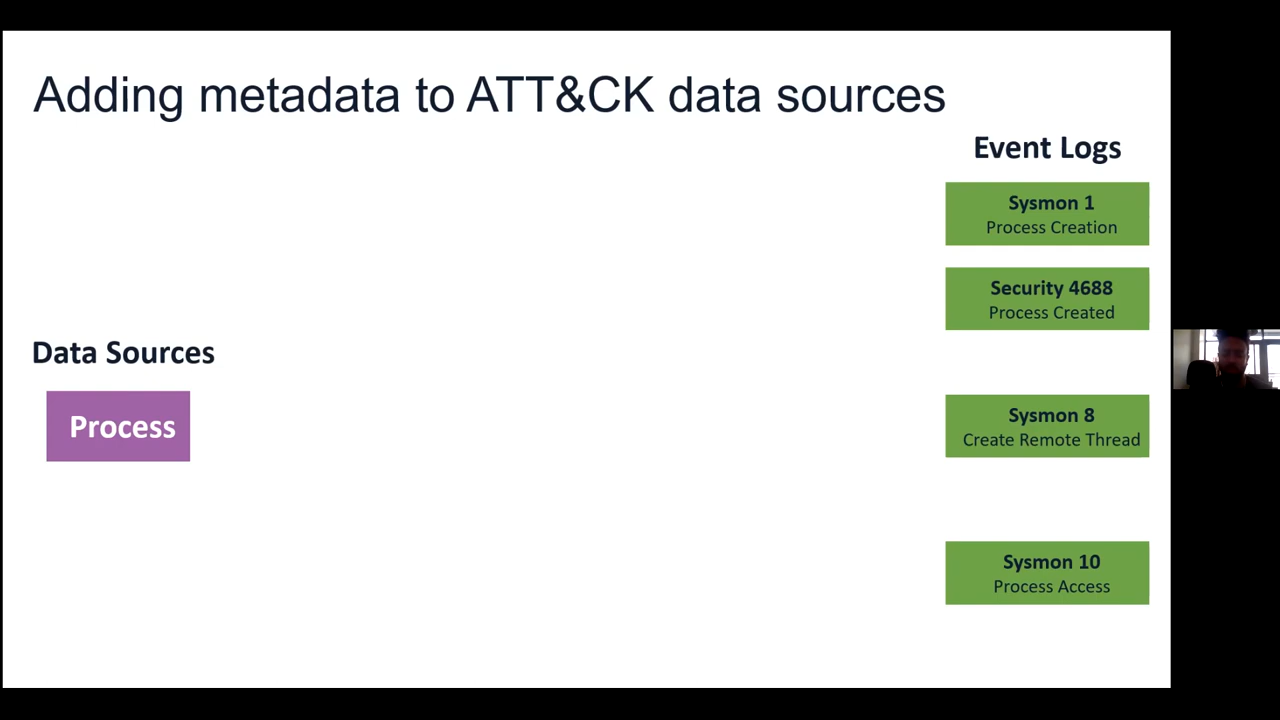 Adding metadata to ATT&CK data sources
Event Logs
Sysmon 1
Process Creation
Security 4688
Process Created
Data Sources
Process
Sysmon 8
Create Remote Thread
Sysmon 10
Process Access